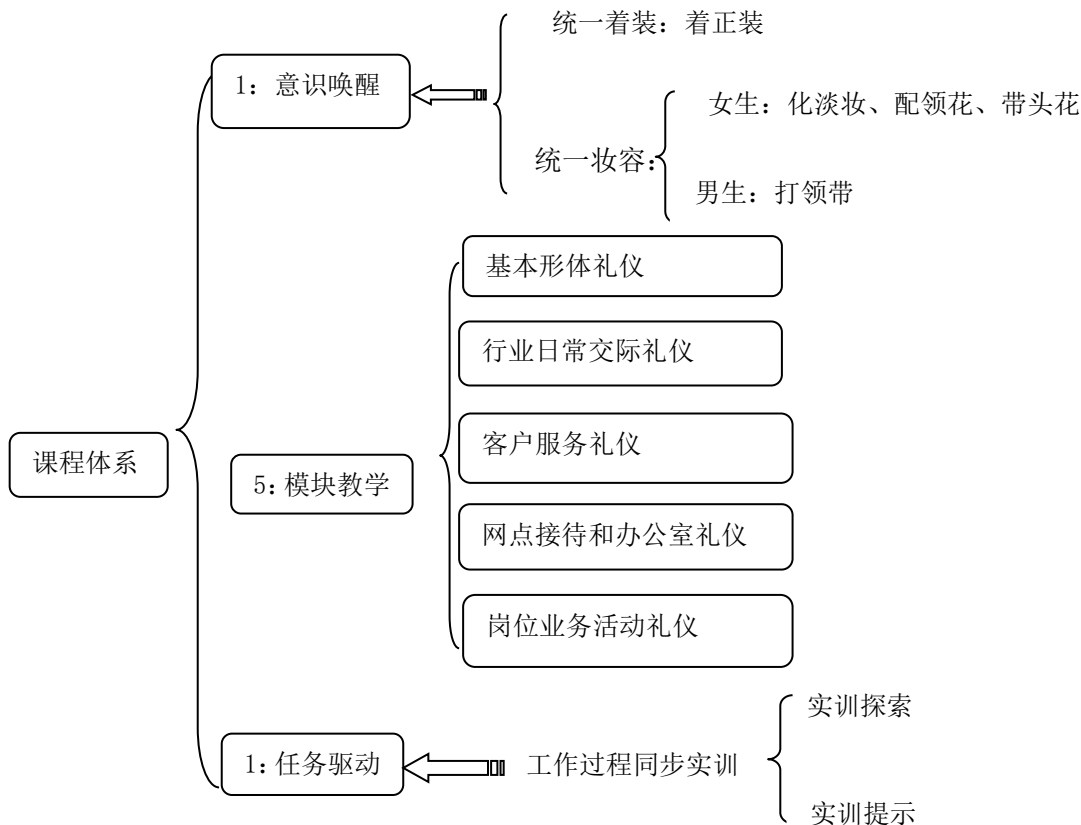 统一着装：着正装
1：意识唤醒
女生：化淡妆、配领花、带头花
统一妆容：
男生：打领带
基本形体礼仪
行业日常交际礼仪
课程体系
5：模块教学
客户服务礼仪
网点接待和办公室礼仪
岗位业务活动礼仪
1：任务驱动
工作过程同步实训
实训探索
实训提示